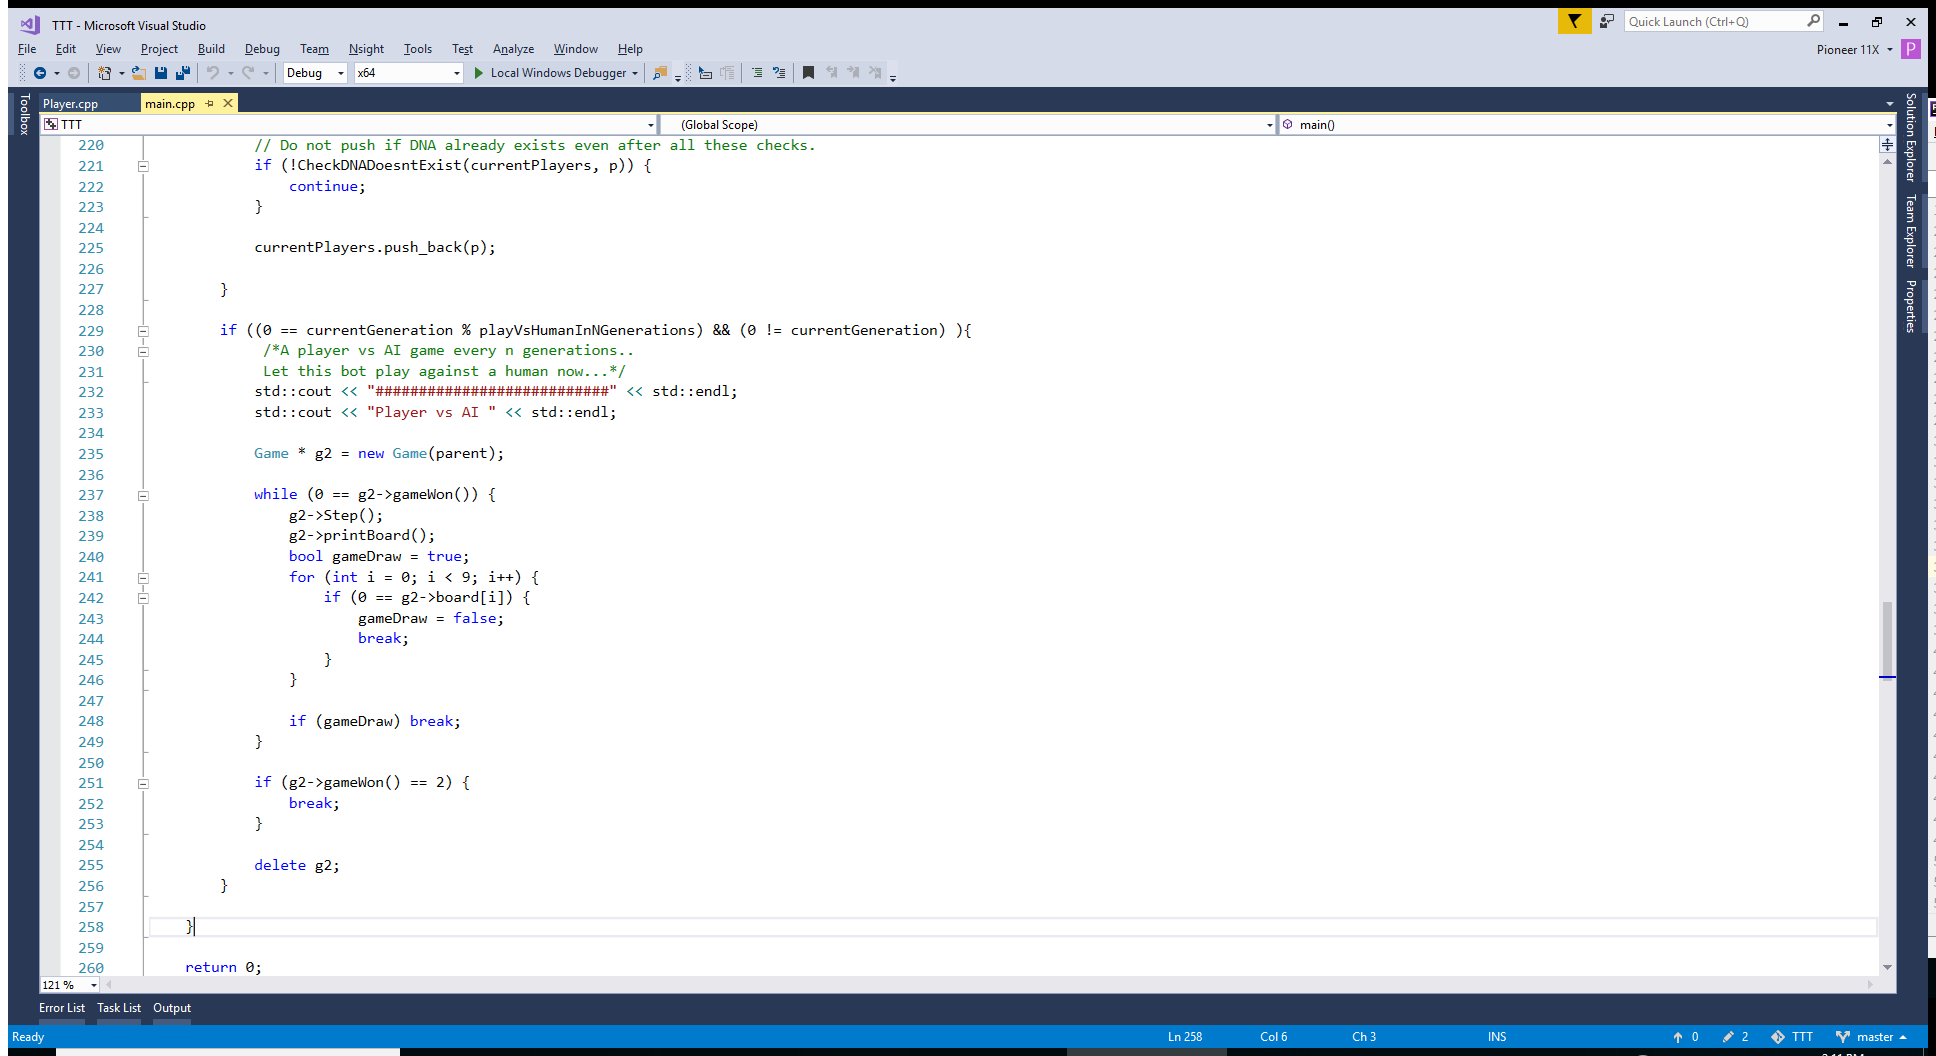 TTT - Microsoft Visual Studio
Quick Launch (Ctrl+Q)
File Edit View Project Build Debug Team Nsight Tools Test Analyze Window Help
Pioneer 11X P
Debug x64 Local Windows Debugger
Toolbox
Player.cpp main.cpp
TTT (Global Scope) main()
Solution Explorer
Team Explorer
Properties
220 // Do not push if DNA already exists even after all these checks.
221 if (!CheckDNADoesntExist(currentPlayers, p)) {
222 continue;
223 }
224
225 currentPlayers.push_back(p);
226
227 }
228
229 if ((0 == currentGeneration % playVsHumanInNGenerations) && (0 != currentGeneration) ){
230 /*A player vs AI game every n generations..
231 Let this bot play against a human now...*/
232 std::cout << "###########################" << std::endl;
233 std::cout << "Player vs AI " << std::endl;
234
235 Game * g2 = new Game(parent);
236
237 while (0 == g2->gameWon()) {
238 g2->Step();
239 g2->printBoard();
240 bool gameDraw = true;
241 for (int i = 0; i < 9; i++) {
242 if (0 == g2->board[i]) {
243 gameDraw = false;
244 break;
245 }
246 }
247
248 if (gameDraw) break;
249 }
250
251 if (g2->gameWon() == 2) {
252 break;
253 }
254
255 delete g2;
256 }
257
258 }
259
260 return 0;
121 %
Error List Task List Output
Ready Ln 258 Col 6 Ch 3 INS 0 2 TTT master